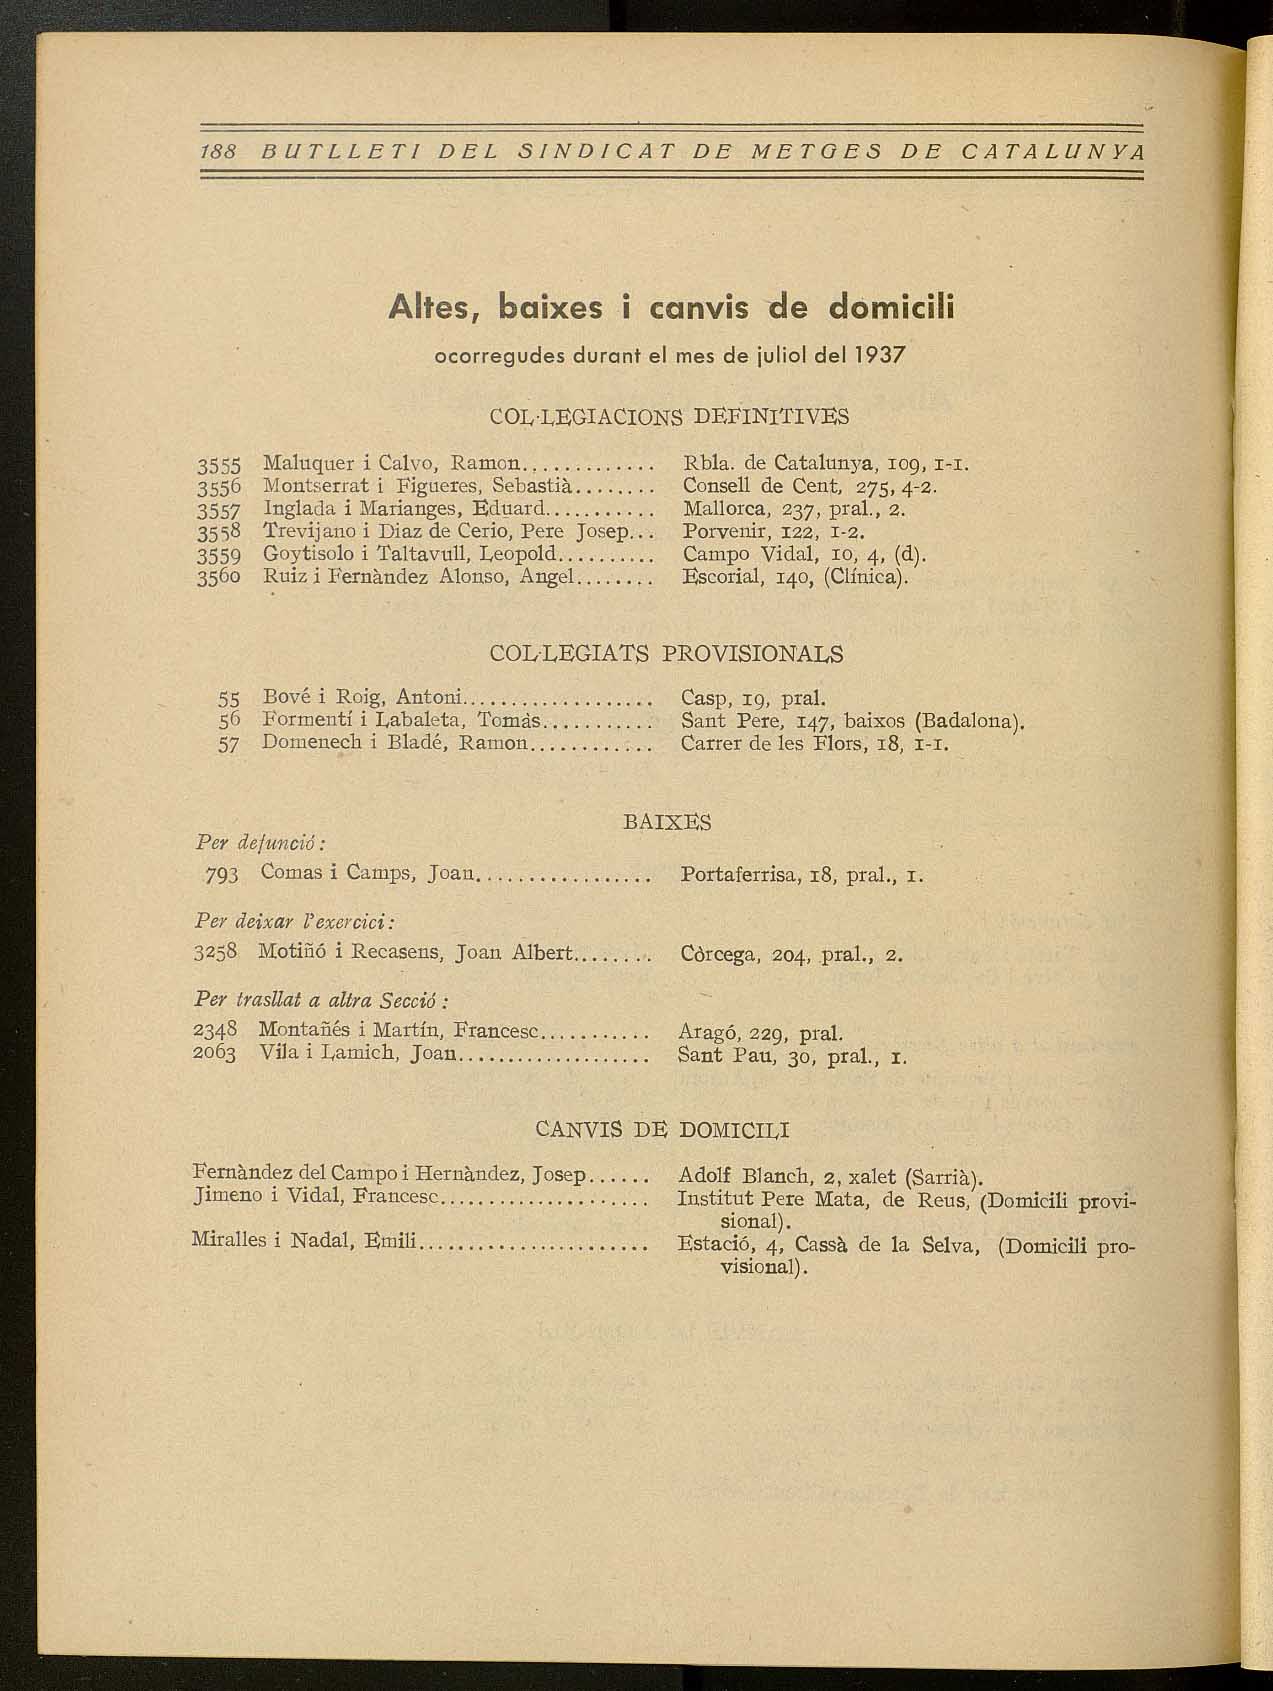 188 BUTLLETI DEL SINDICAT DE METGES DE CATALUNYA
Altes, baixes i canvis de domicili
ocorregudes durant el mes de juliol del 1937
COL·LEGIACIONS DEFINITIVES
3555 Maluquer i Calvo, Ramon.............. Rbla. de Catalunya, 109, 1-1.
3556 Montserrat i Figueres, Sebastià........ Consell de Cent, 275, 4-2.
3557 Inglada i Marianges, Eduard........... Mallorca, 237, pral., 2.
3558 Trevijano i Diaz de Cerio, Pere Josep... Porvenir, 122, 1-2.
3559 Goytisolo i Taltavull, Leopold.......... Campo Vidal, 10, 4, (d).
3560 Ruiz i Fernàndez Alonso, Angel........ Escorial, 140, (Clínica).
COL·LEGIATS PROVISIONALS
55 Bové i Roig, Antoni................... Casp, 19, pral.
56 Formentí i Labaleta, Tomàs........... Sant Pere, 147, baixos (Badalona).
57 Domenech i Bladé, Ramon............ Carrer de les Flors, 18, 1-1.
BAIXES
Per defunció:
793 Comas i Camps, Joan................. Portaferrisa, 18, pral., 1.
Per deixar l'exercici:
3258 Motiñó i Recasens, Joan Albert........ Còrcega, 204, pral., 2.
Per trasllat a altra Secció:
2348 Montañés i Martín, Francesc........... Aragó, 229, pral.
2063 Vila i Lamich, Joan................... Sant Pau, 30, pral., 1.
CANVIS DE DOMICILI
Fernàndez del Campo i Hernàndez, Josep...... Adolf Blanch, 2, xalet (Sarrià).
Jimeno i Vidal, Francesc..................... Institut Pere Mata, de Reus, (Domicili provi-
sional).
Miralles i Nadal, Emili....................... Estació, 4, Cassà de la Selva, (Domicili pro-
visional).